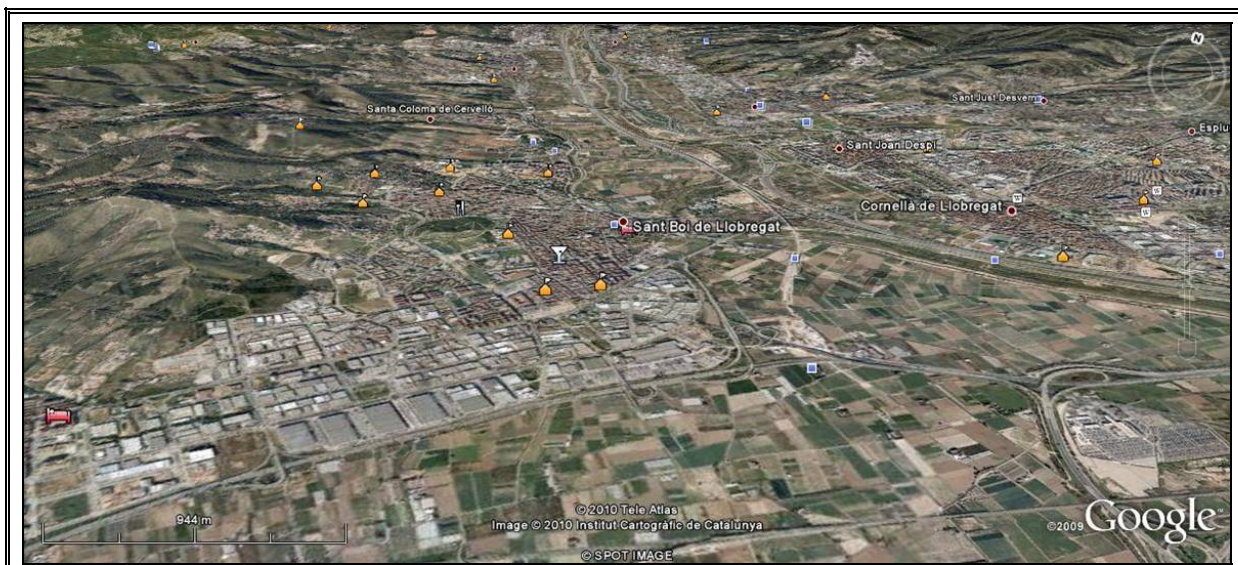 N
Santa Coloma de Cervelló
Sant Just Desvern
Esplu
Sant Joan Despí
Cornellà de Llobregat
Sant Boi de Llobregat
W
W
W
944 m
© 2010 Tele Atlas
Image © 2010 Institut Cartogràfic de Catalunya
© SPOT IMAGE
©2009 Google